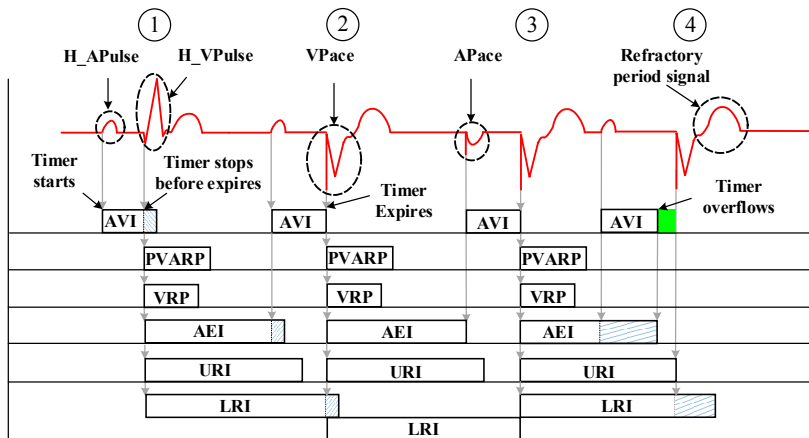 1 2 3 4
H_APulse H_VPulse VPace APace Refractory
period signal
Timer
starts
Timer stops
before expires
Timer
Expires
Timer
overflows
AVI AVI AVI AVI
PVARP PVARP PVARP
VRP VRP VRP
AEI AEI AEI
URI URI URI
LRI LRI
LRI